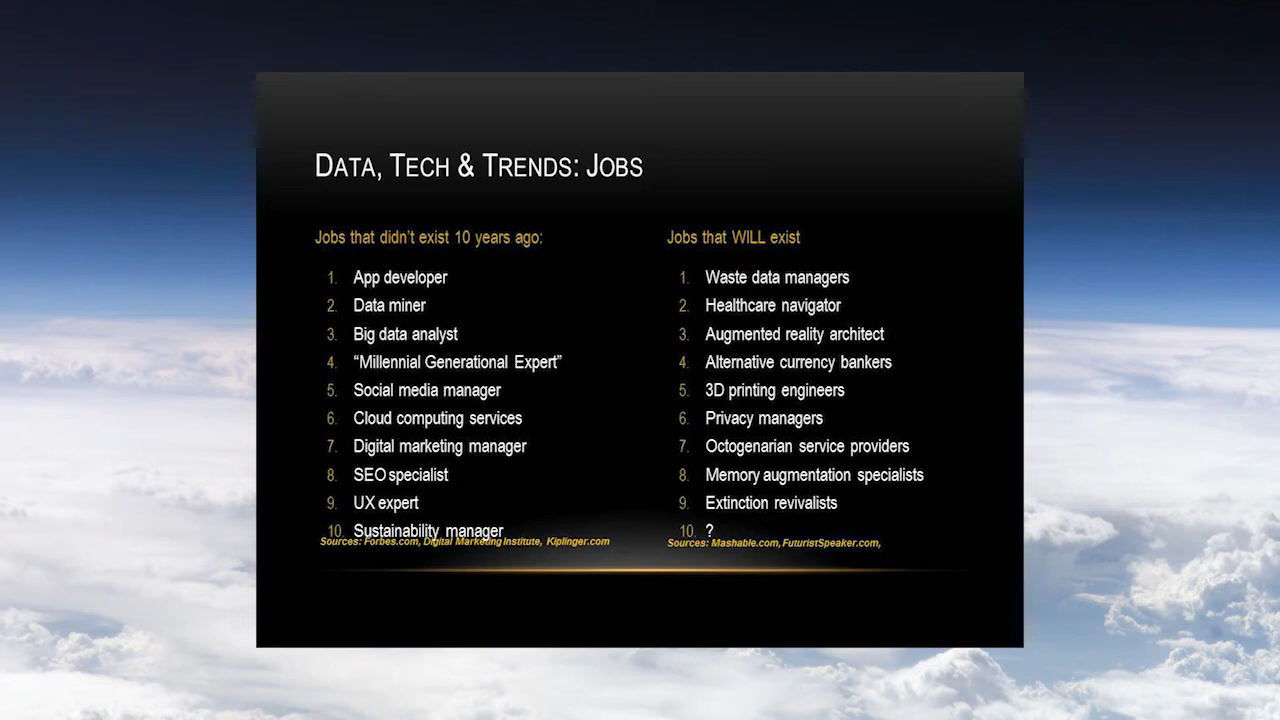 DATA, TECH & TRENDS: JOBS
Jobs that didn't exist 10 years ago:
1. App developer
2. Data miner
3. Big data analyst
4. “Millennial Generational Expert”
5. Social media manager
6. Cloud computing services
7. Digital marketing manager
8. SEO specialist
9. UX expert
10. Sustainability manager
Sources: Forbes.com, Digital Marketing Institute, Kiplinger.com
Jobs that WILL exist
1. Waste data managers
2. Healthcare navigator
3. Augmented reality architect
4. Alternative currency bankers
5. 3D printing engineers
6. Privacy managers
7. Octogenarian service providers
8. Memory augmentation specialists
9. Extinction revivalists
10. ?
Sources: Mashable.com, FuturistSpeaker.com,